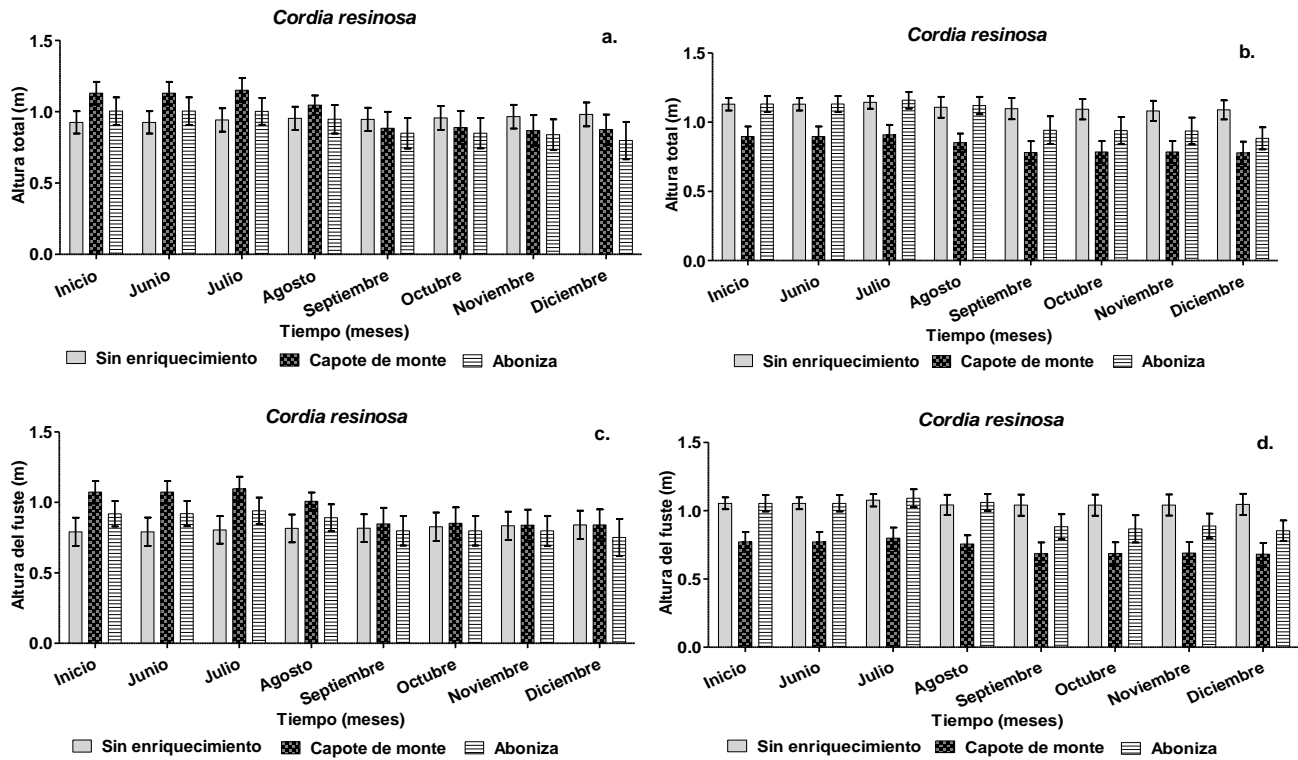 Cordia resinosa
a.
Altura total (m)
1.5
1.0
0.5
0.0
Inicio
Junio
Julio
Agosto
Septiembre
Octubre
Noviembre
Diciembre
Tiempo (meses)
Sin enriquecimiento
Capote de monte
Aboniza
Cordia resinosa
b.
Altura total (m)
1.5
1.0
0.5
0.0
Inicio
Junio
Julio
Agosto
Septiembre
Octubre
Noviembre
Diciembre
Tiempo (meses)
Sin enriquecimiento
Capote de monte
Aboniza
Cordia resinosa
c.
Altura del fuste (m)
1.5
1.0
0.5
0.0
Inicio
Junio
Julio
Agosto
Septiembre
Octubre
Noviembre
Diciembre
Tiempo (meses)
Sin enriquecimiento
Capote de monte
Aboniza
Cordia resinosa
d.
Altura del fuste (m)
1.5
1.0
0.5
0.0
Inicio
Junio
Julio
Agosto
Septiembre
Octubre
Noviembre
Diciembre
Tiempo (meses)
Sin enriquecimiento
Capote de monte
Aboniza